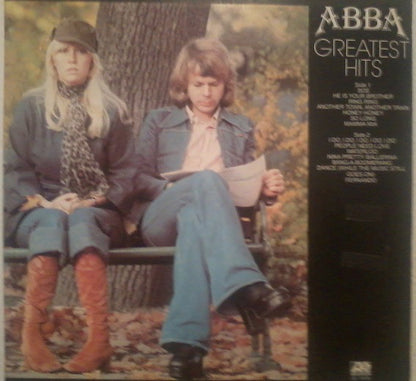 ABBA
GREATEST
HITS
Side 1
SOS
HE IS YOUR BROTHER
RING RING
ANOTHER TOWN, ANOTHER TRAIN
HONEY HONEY
SO LONG
MAMMA MIA
Side 2
I DO, I DO, I DO, I DO, I DO
PEOPLE NEED LOVE
WATERLOO
NINA PRETTY BALLERINA
BANG-A-BOOMERANG
DANCE (WHILE THE MUSIC STILL
GOES ON)
FERNANDO